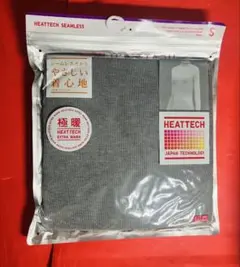 HEATTECH SEAMLESS
S
やさしい
着心地
極暖
HEATTECH
EXTRA WARM
HEATTECH
JAPAN TECHNOLOGY